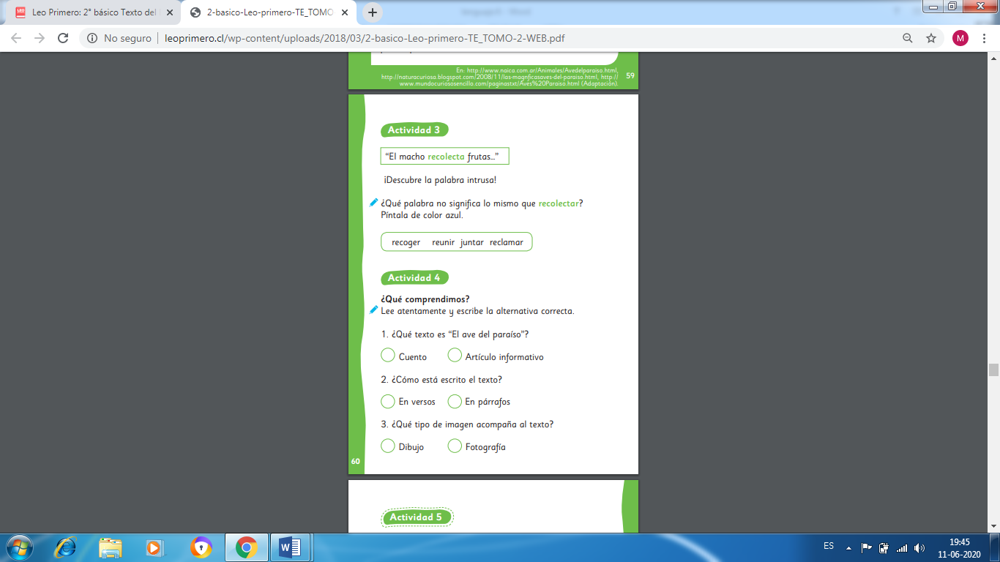 Leo Primero: 2° básico Texto del
2-basico-Leo-primero-TE_TOMO
No seguro
leoprimero.cl/wp-content/uploads/2018/03/2-basico-Leo-primero-TE_TOMO-2-WEB.pdf
M
En: http://www.naica.com.ar/Animales/Avedelparaiso.html,
http://naturacuriosa.blogspot.com/2008/11/las-magnficasaves-del-paraiso.html, http://
www.mundocuriososencillo.com/paginastxt/Aves%20Paraiso.html (Adaptación).
59
Actividad 3
“El macho recolecta frutas...”
¡Descubre la palabra intrusa!
¿Qué palabra no significa lo mismo que recolectar?
Píntala de color azul.
recoger reunir juntar reclamar
Actividad 4
¿Qué comprendimos?
Lee atentamente y escribe la alternativa correcta.
1. ¿Qué texto es “El ave del paraíso”?
Cuento Artículo informativo
2. ¿Cómo está escrito el texto?
En versos En párrafos
3. ¿Qué tipo de imagen acompaña al texto?
Dibujo Fotografía
60
Actividad 5
ES
19:45
11-06-2020